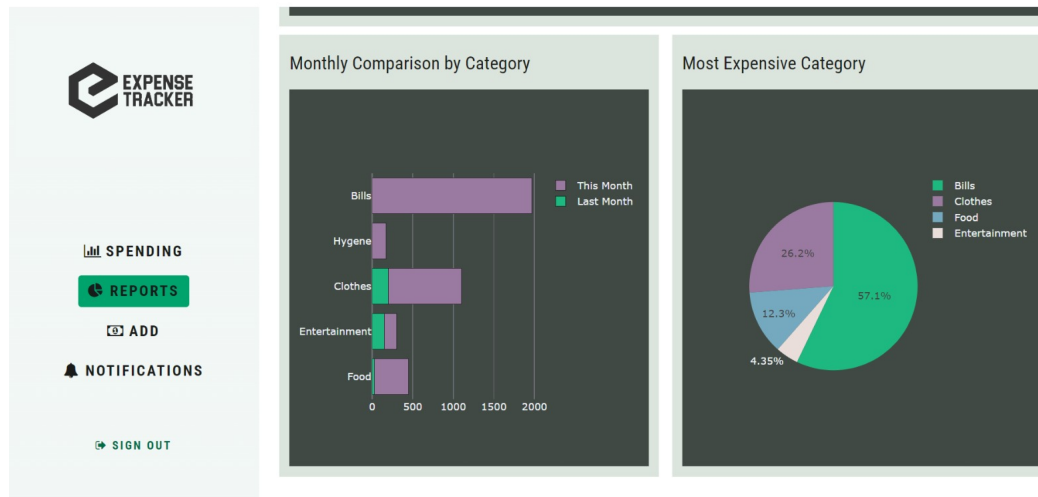 EXPENSE
TRACKER
SPENDING
REPORTS
ADD
NOTIFICATIONS
SIGN OUT
Monthly Comparison by Category
Bills
Hygene
Clothes
Entertainment
Food
0 500 1000 1500 2000
This Month
Last Month
Most Expensive Category
26.2%
57.1%
12.3%
4.35%
Bills
Clothes
Food
Entertainment